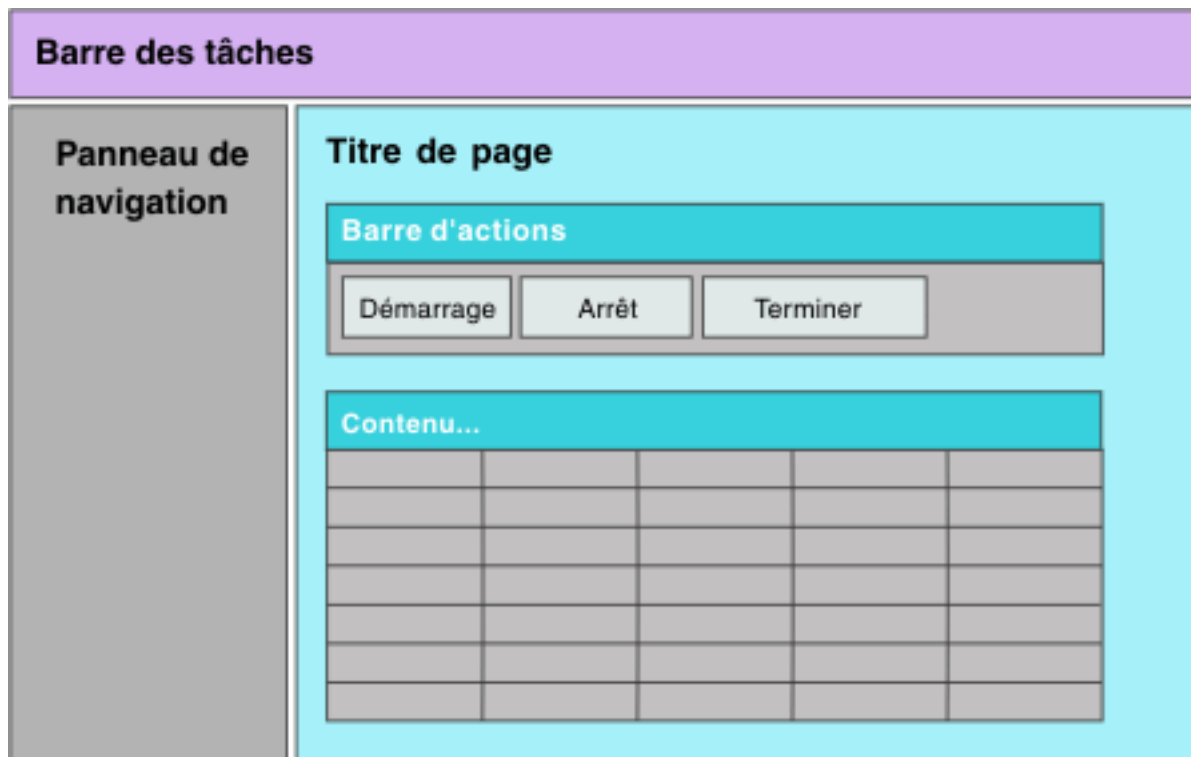 Barre des tâches
Panneau de
navigation
Titre de page
Barre d'actions
Démarrage Arrêt Terminer
Contenu...